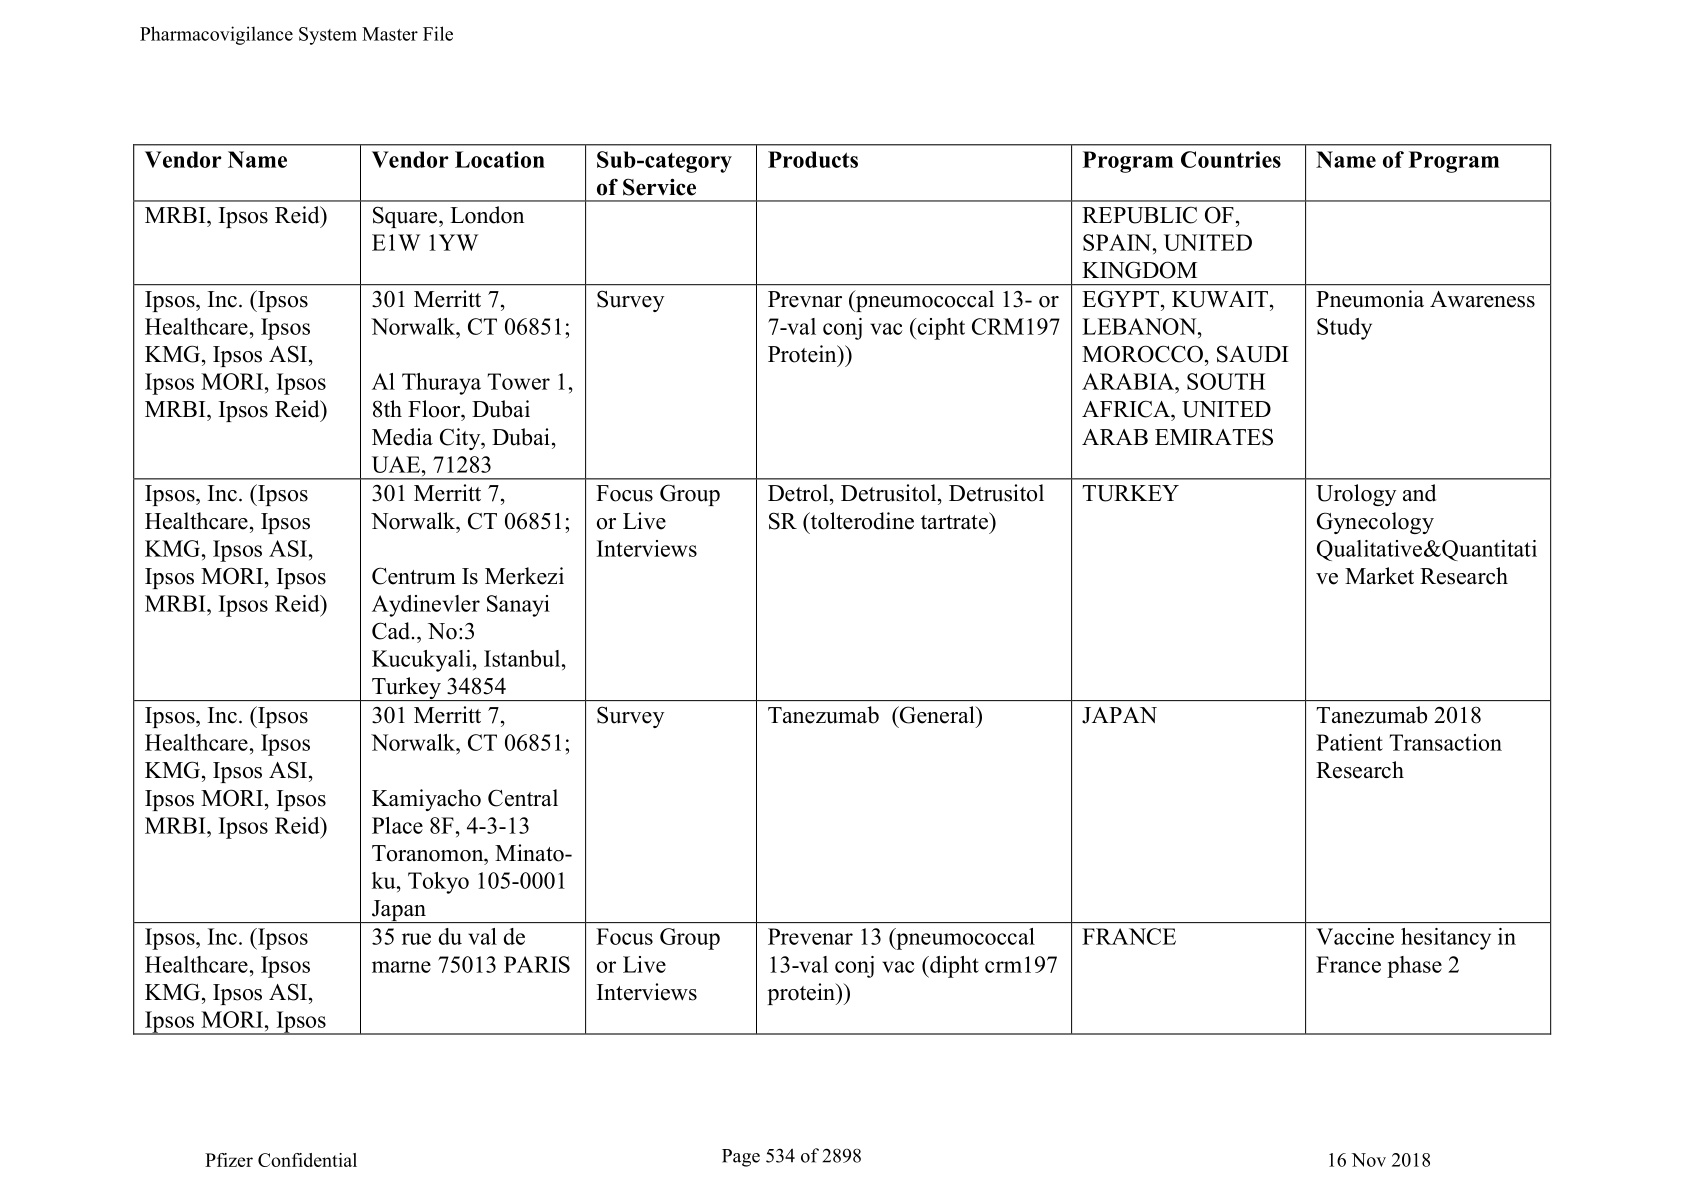 Pharmacovigilance System Master File
Vendor Name
Vendor Location
Sub-category
of Service
Products
Program Countries
Name of Program
MRBI, Ipsos Reid)
Square, London
E1W 1YW
REPUBLIC OF,
SPAIN, UNITED
KINGDOM
Ipsos, Inc. (Ipsos
Healthcare, Ipsos
KMG, Ipsos ASI,
Ipsos MORI, Ipsos
MRBI, Ipsos Reid)
301 Merritt 7,
Norwalk, CT 06851;
Al Thuraya Tower 1,
8th Floor, Dubai
Media City, Dubai,
UAE, 71283
Survey
Prevnar (pneumococcal 13- or
7-val conj vac (cipht CRM197
Protein))
EGYPT, KUWAIT,
LEBANON,
MOROCCO, SAUDI
ARABIA, SOUTH
AFRICA, UNITED
ARAB EMIRATES
Pneumonia Awareness
Study
Ipsos, Inc. (Ipsos
Healthcare, Ipsos
KMG, Ipsos ASI,
Ipsos MORI, Ipsos
MRBI, Ipsos Reid)
301 Merritt 7,
Norwalk, CT 06851;
Centrum Is Merkezi
Aydinevler Sanayi
Cad., No:3
Kucukyali, Istanbul,
Turkey 34854
Focus Group
or Live
Interviews
Detrol, Detrusitol, Detrusitol
SR (tolterodine tartrate)
TURKEY
Urology and
Gynecology
Qualitative&Quantitati
ve Market Research
Ipsos, Inc. (Ipsos
Healthcare, Ipsos
KMG, Ipsos ASI,
Ipsos MORI, Ipsos
MRBI, Ipsos Reid)
301 Merritt 7,
Norwalk, CT 06851;
Kamiyacho Central
Place 8F, 4-3-13
Toranomon, Minato-
ku, Tokyo 105-0001
Japan
Survey
Tanezumab (General)
JAPAN
Tanezumab 2018
Patient Transaction
Research
Ipsos, Inc. (Ipsos
Healthcare, Ipsos
KMG, Ipsos ASI,
Ipsos MORI, Ipsos
35 rue du val de
marne 75013 PARIS
Focus Group
or Live
Interviews
Prevenar 13 (pneumococcal
13-val conj vac (dipht crm197
protein))
FRANCE
Vaccine hesitancy in
France phase 2
Pfizer Confidential
Page 534 of 2898
16 Nov 2018